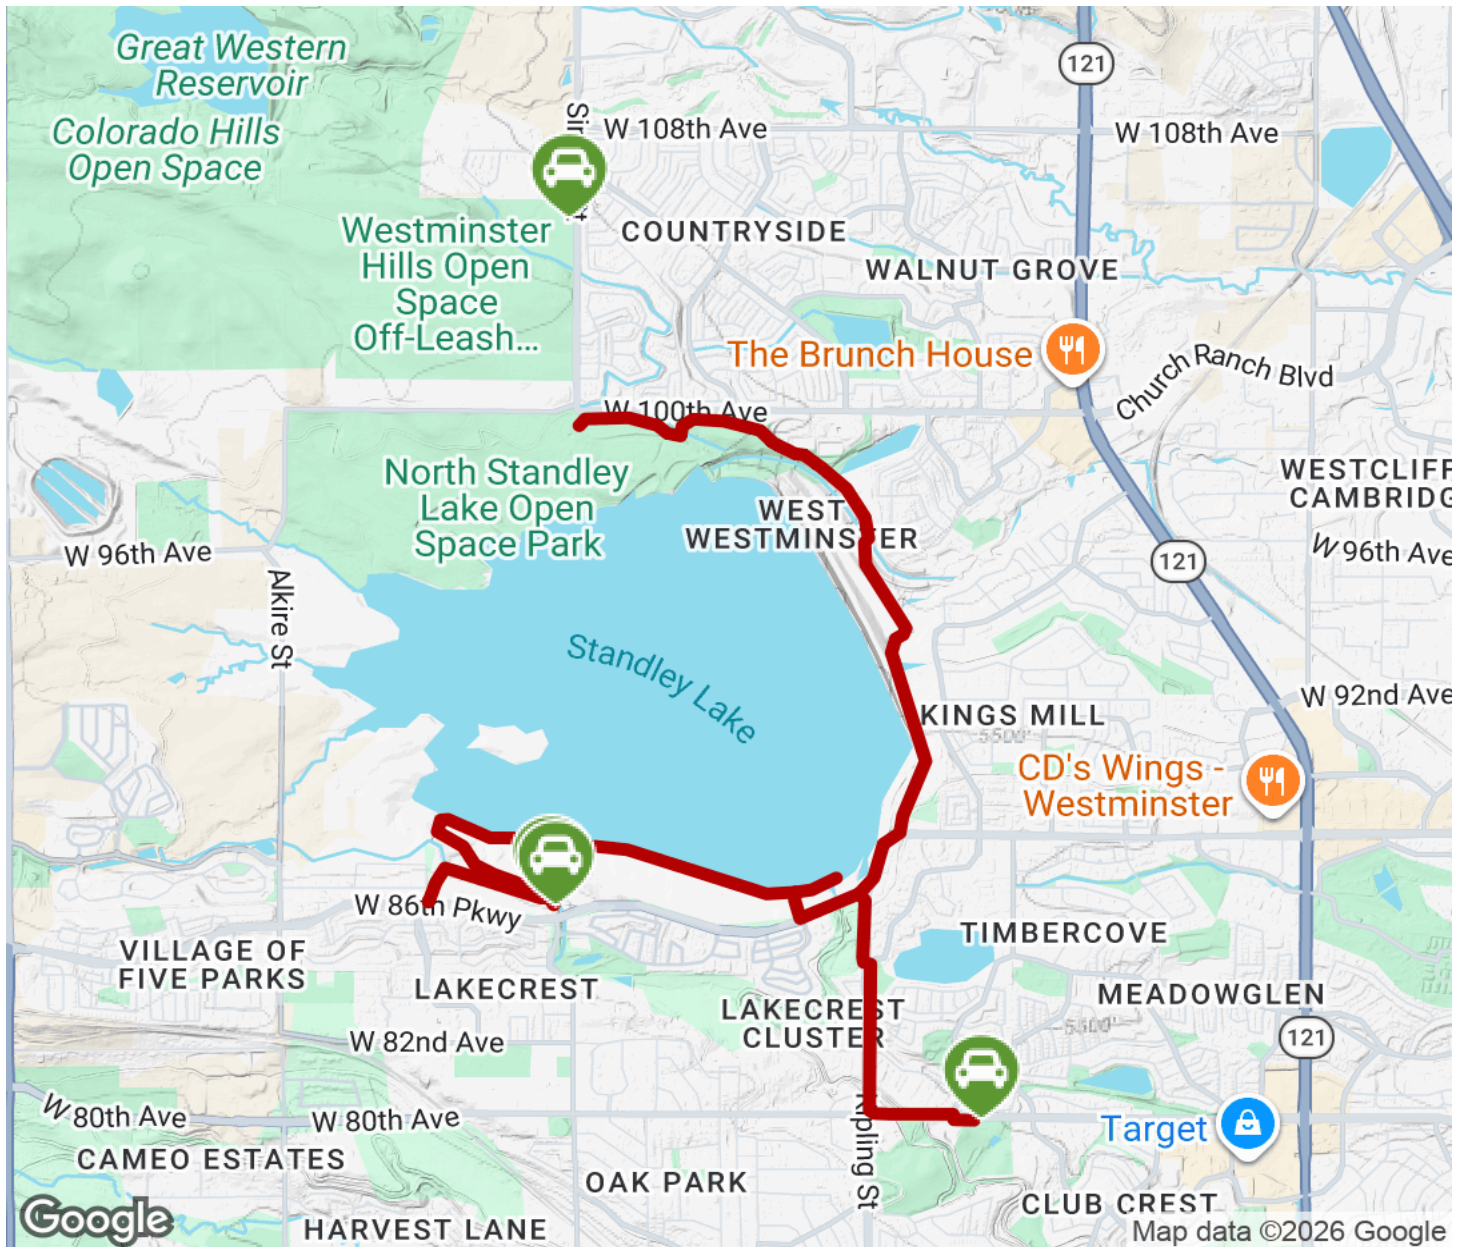 Great Western
Reservoir
Colorado Hills
Open Space
W 108th Ave
121
W 108th Ave
Westminster
Hills Open
Space
Off-Leash...
COUNTRYSIDE
WALNUT GROVE
The Brunch House
Church Ranch Blvd
W 100th Ave
North Standley
Lake Open
Space Park
WEST
WESTMINSTER
WESTCLIFF
CAMBRIDG
W 96th Ave
W 96th Ave
121
Alkire St
Standley Lake
W 92nd Ave
KINGS MILL
5500'
CD's Wings -
Westminster
W 86th Pkwy
TIMBERCOVE
VILLAGE OF
FIVE PARKS
LAKECREST
MEADOWGLEN
LAKECREST
CLUSTER
5500'
121
W 82nd Ave
W 80th Ave
W 80th Ave
Target
CAMEO ESTATES
OAK PARK
Kipling St
CLUB CREST
HARVEST LANE
Google
Map data ©2026 Google